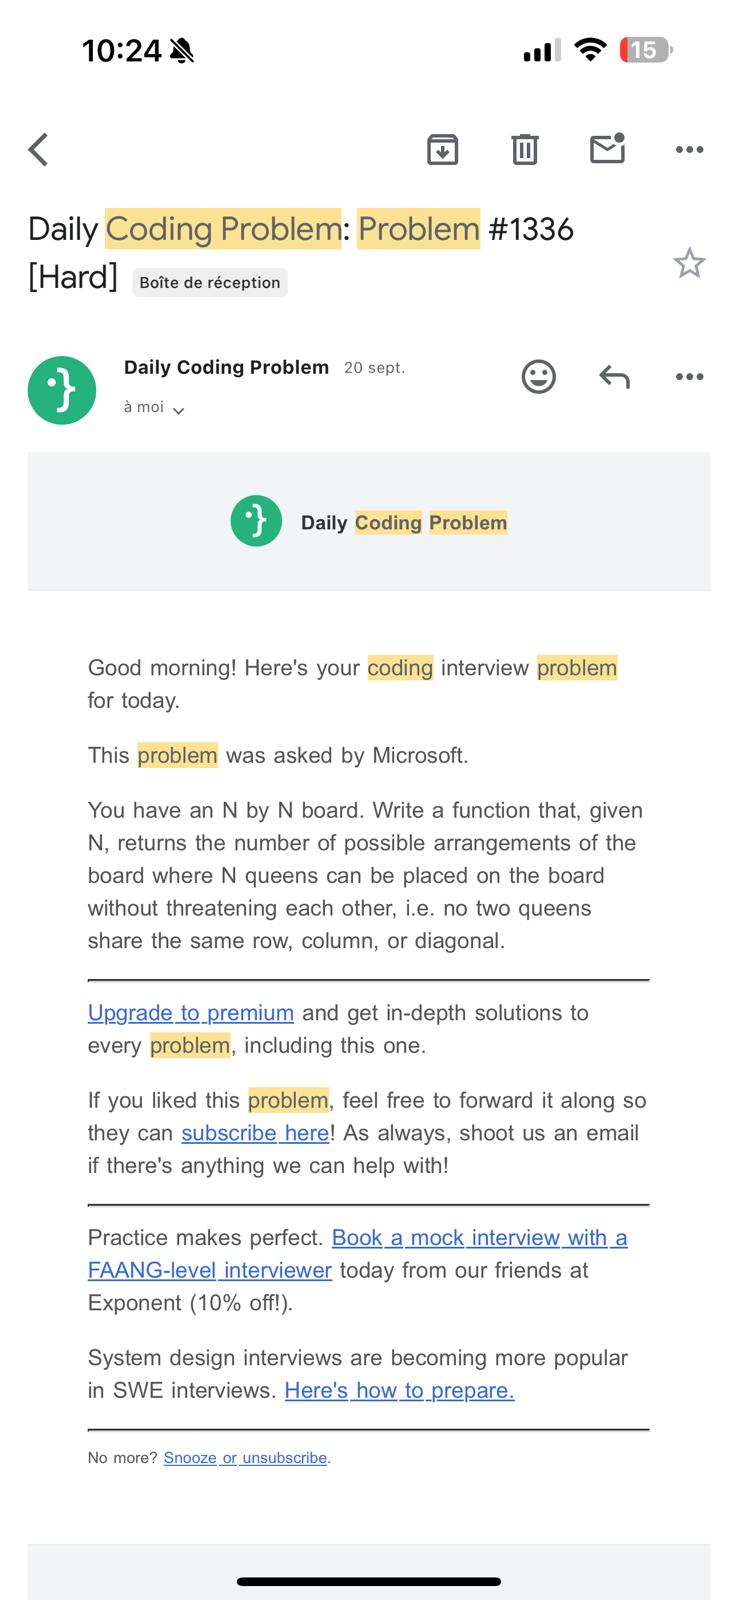 10:24
15
Daily Coding Problem: Problem #1336
[Hard] Boîte de réception
Daily Coding Problem 20 sept.
à moi
Daily Coding Problem
Good morning! Here's your coding interview problem
for today.
This problem was asked by Microsoft.
You have an N by N board. Write a function that, given
N, returns the number of possible arrangements of the
board where N queens can be placed on the board
without threatening each other, i.e. no two queens
share the same row, column, or diagonal.
Upgrade to premium and get in-depth solutions to
every problem, including this one.
If you liked this problem, feel free to forward it along so
they can subscribe here! As always, shoot us an email
if there's anything we can help with!
Practice makes perfect. Book a mock interview with a
FAANG-level interviewer today from our friends at
Exponent (10% off!).
System design interviews are becoming more popular
in SWE interviews. Here's how to prepare.
No more? Snooze or unsubscribe.